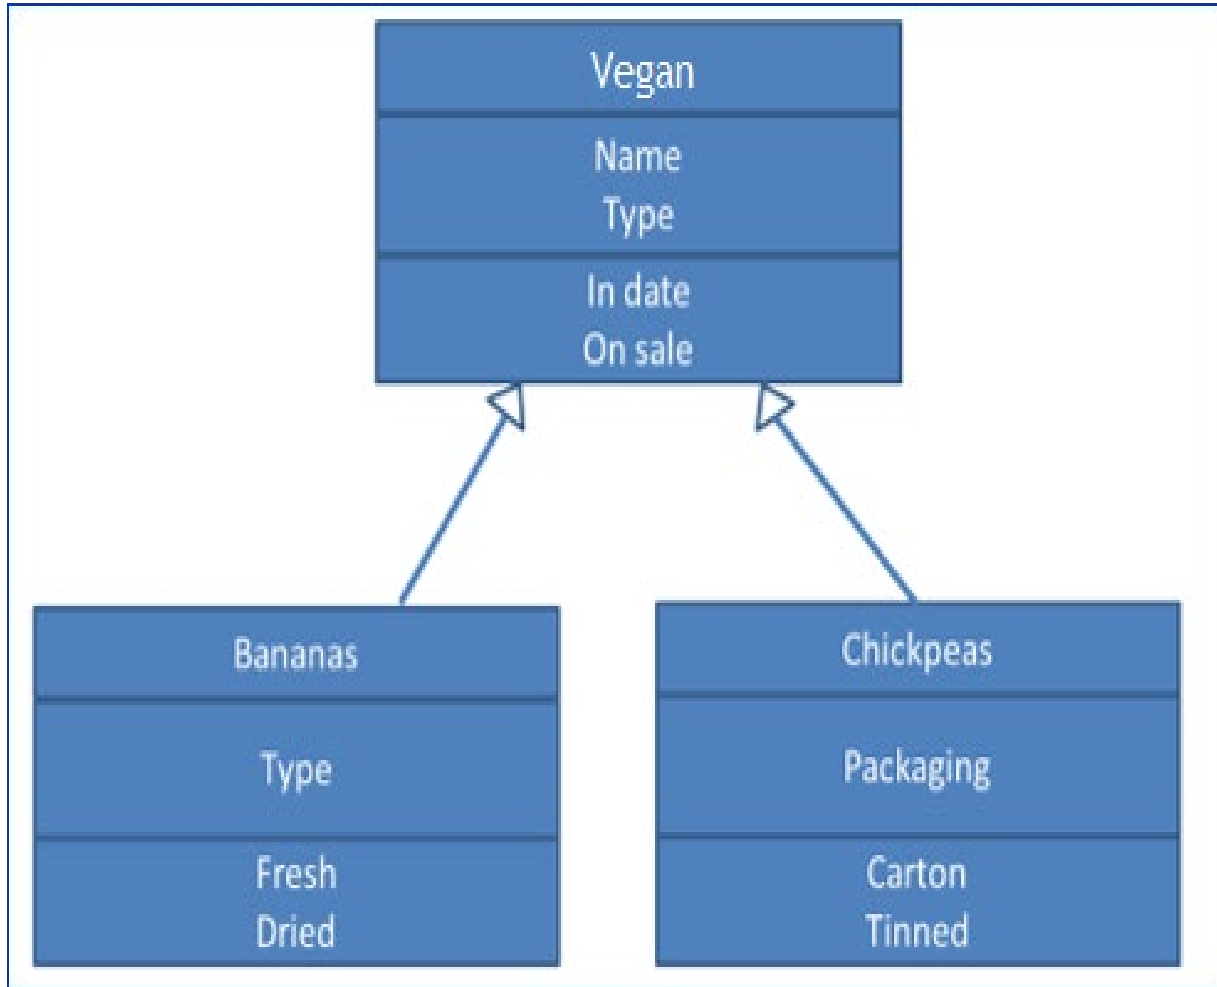 Vegan
Name
Type
In date
On sale
Bananas
Type
Fresh
Dried
Chickpeas
Packaging
Carton
Tinned